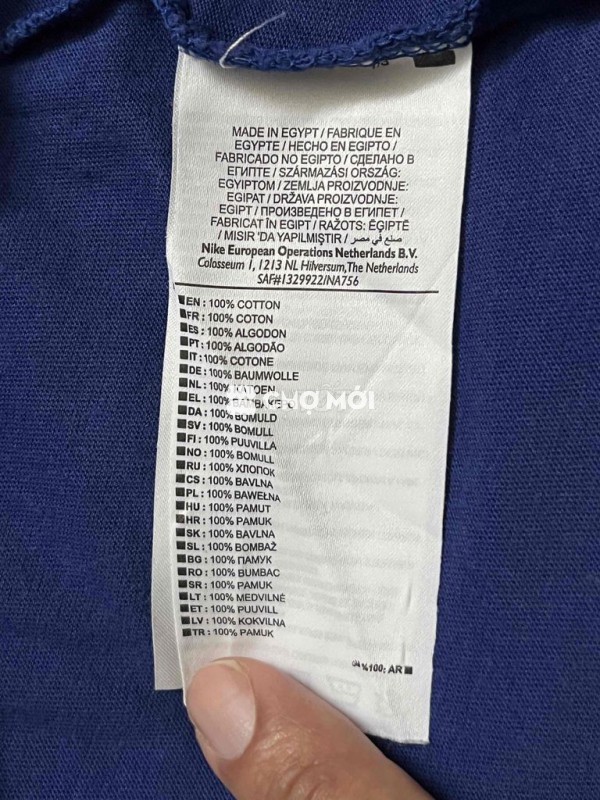 MADE IN EGYPT / FABRIQUE EN
EGYPTE / HECHO EN EGIPTO /
FABRICADO NO EGIPTO / СДЕЛАНО В
ЕГИПТЕ / SZÁRMAZÁSI ORSZÁG:
EGYIPTOM / ZEMLJA PROIZVODNJE:
EGIPAT / DRŽAVA PROIZVODNJE:
EGIPT / ПРОИЗВЕДЕНО В ЕГИПЕТ /
FABRICAT ÎN EGIPT / RAŽOTS: ĒĢIPTĒ
/ MISIR 'DA YAPILMIŞTIR / صنع في مصر
Nike European Operations Netherlands B.V.
Colosseum 1, 1213 NL Hilversum, The Netherlands
SAF#1329922/NA756
EN : 100% COTTON
FR : 100% COTON
ES : 100% ALGODON
PT : 100% ALGODÃO
IT : 100% COTONE
DE : 100% BAUMWOLLE
NL : 100%
EL : 100%
CHỢ MỚI
DA : 100% BOMULD
SV : 100% BOMULL
FI : 100% PUUVILLA
NO : 100% BOMULL
RU : 100% ХЛОПОК
CS : 100% BAVLNA
PL : 100% BAWEŁNA
HU : 100% PAMUT
HR : 100% PAMUK
SK : 100% BAVLNA
SL : 100% BOMBAŽ
BG : 100% ПАМУК
RO : 100% BUMBAC
SR : 100% PAMUK
LT : 100% MEDVILNĖ
ET : 100% PUUVILL
LV : 100% KOKVILNA
TR : 100% PAMUK
%100; AR